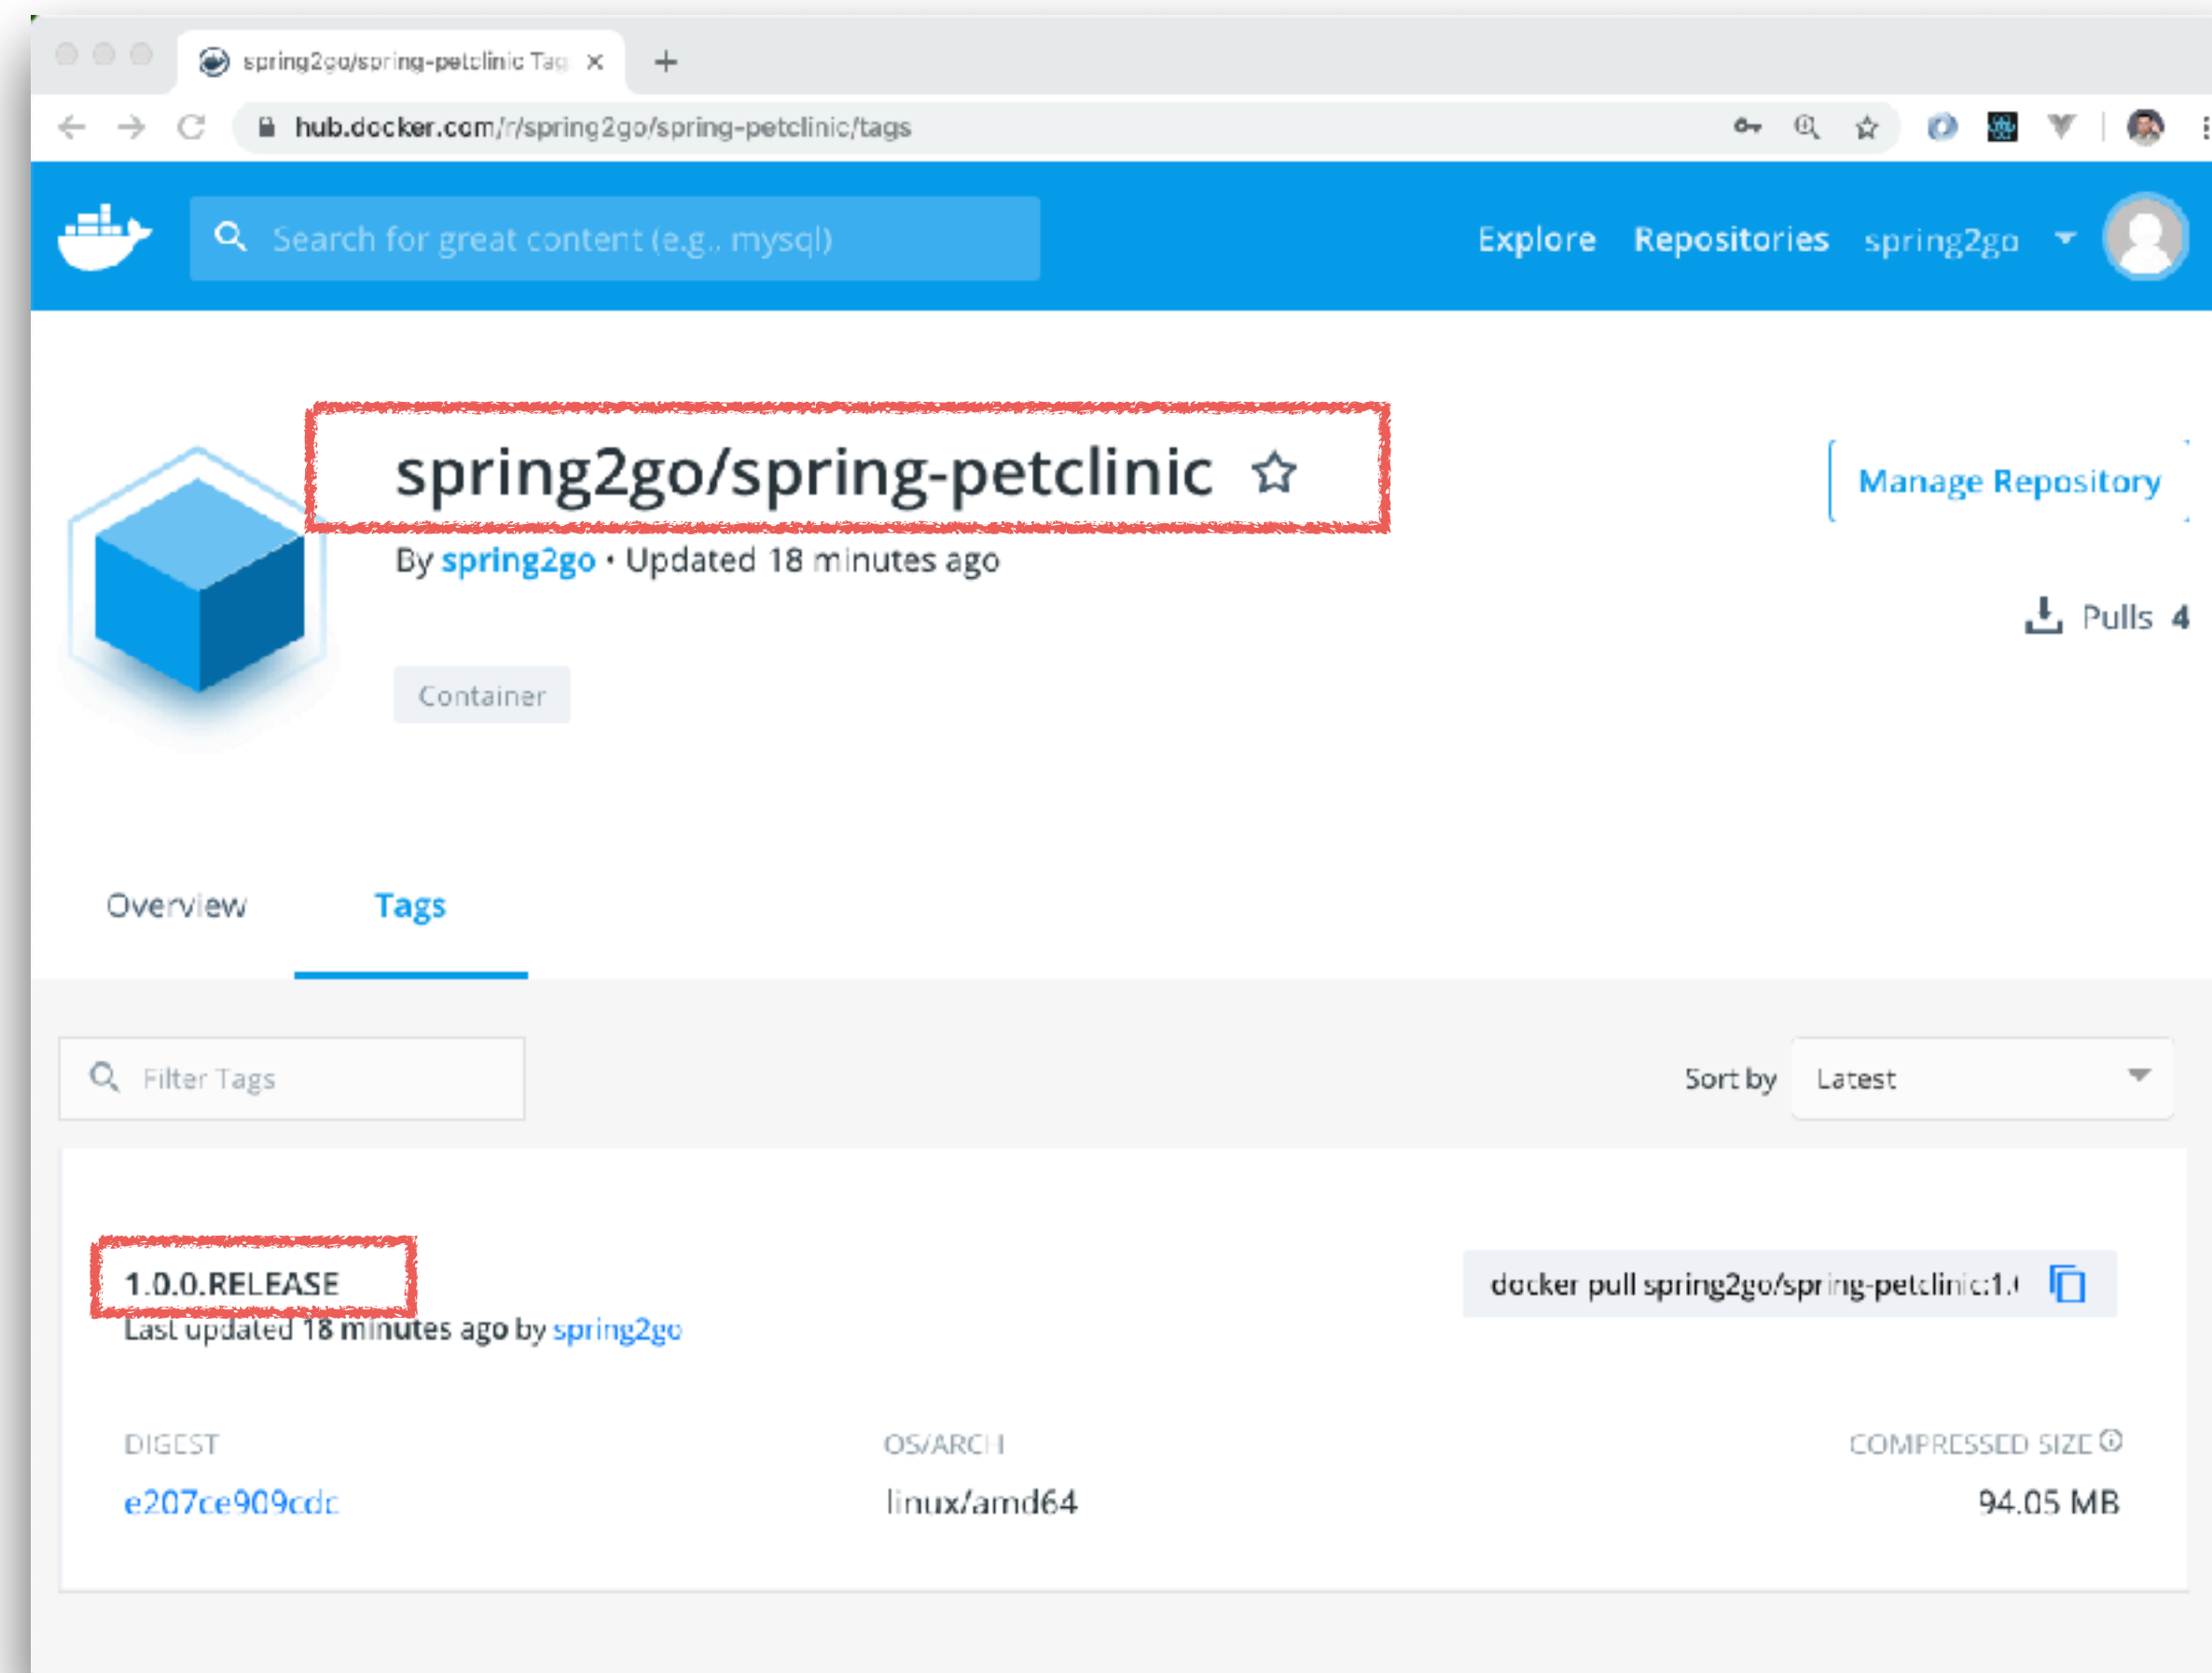 spring2go/spring-petclinic Tag
hub.docker.com/r/spring2go/spring-petclinic/tags
Search for great content (e.g., mysql)
Explore Repositories spring2go
spring2go/spring-petclinic
Manage Repository
By spring2go • Updated 18 minutes ago
Pulls 4
Container
Overview Tags
Filter Tags
Sort by Latest
1.0.0.RELEASE
docker pull spring2go/spring-petclinic:1.
Last updated 18 minutes ago by spring2go
DIGEST OS/ARCH COMPRESSED SIZE
e207ce909cdc linux/amd64 94.05 MB